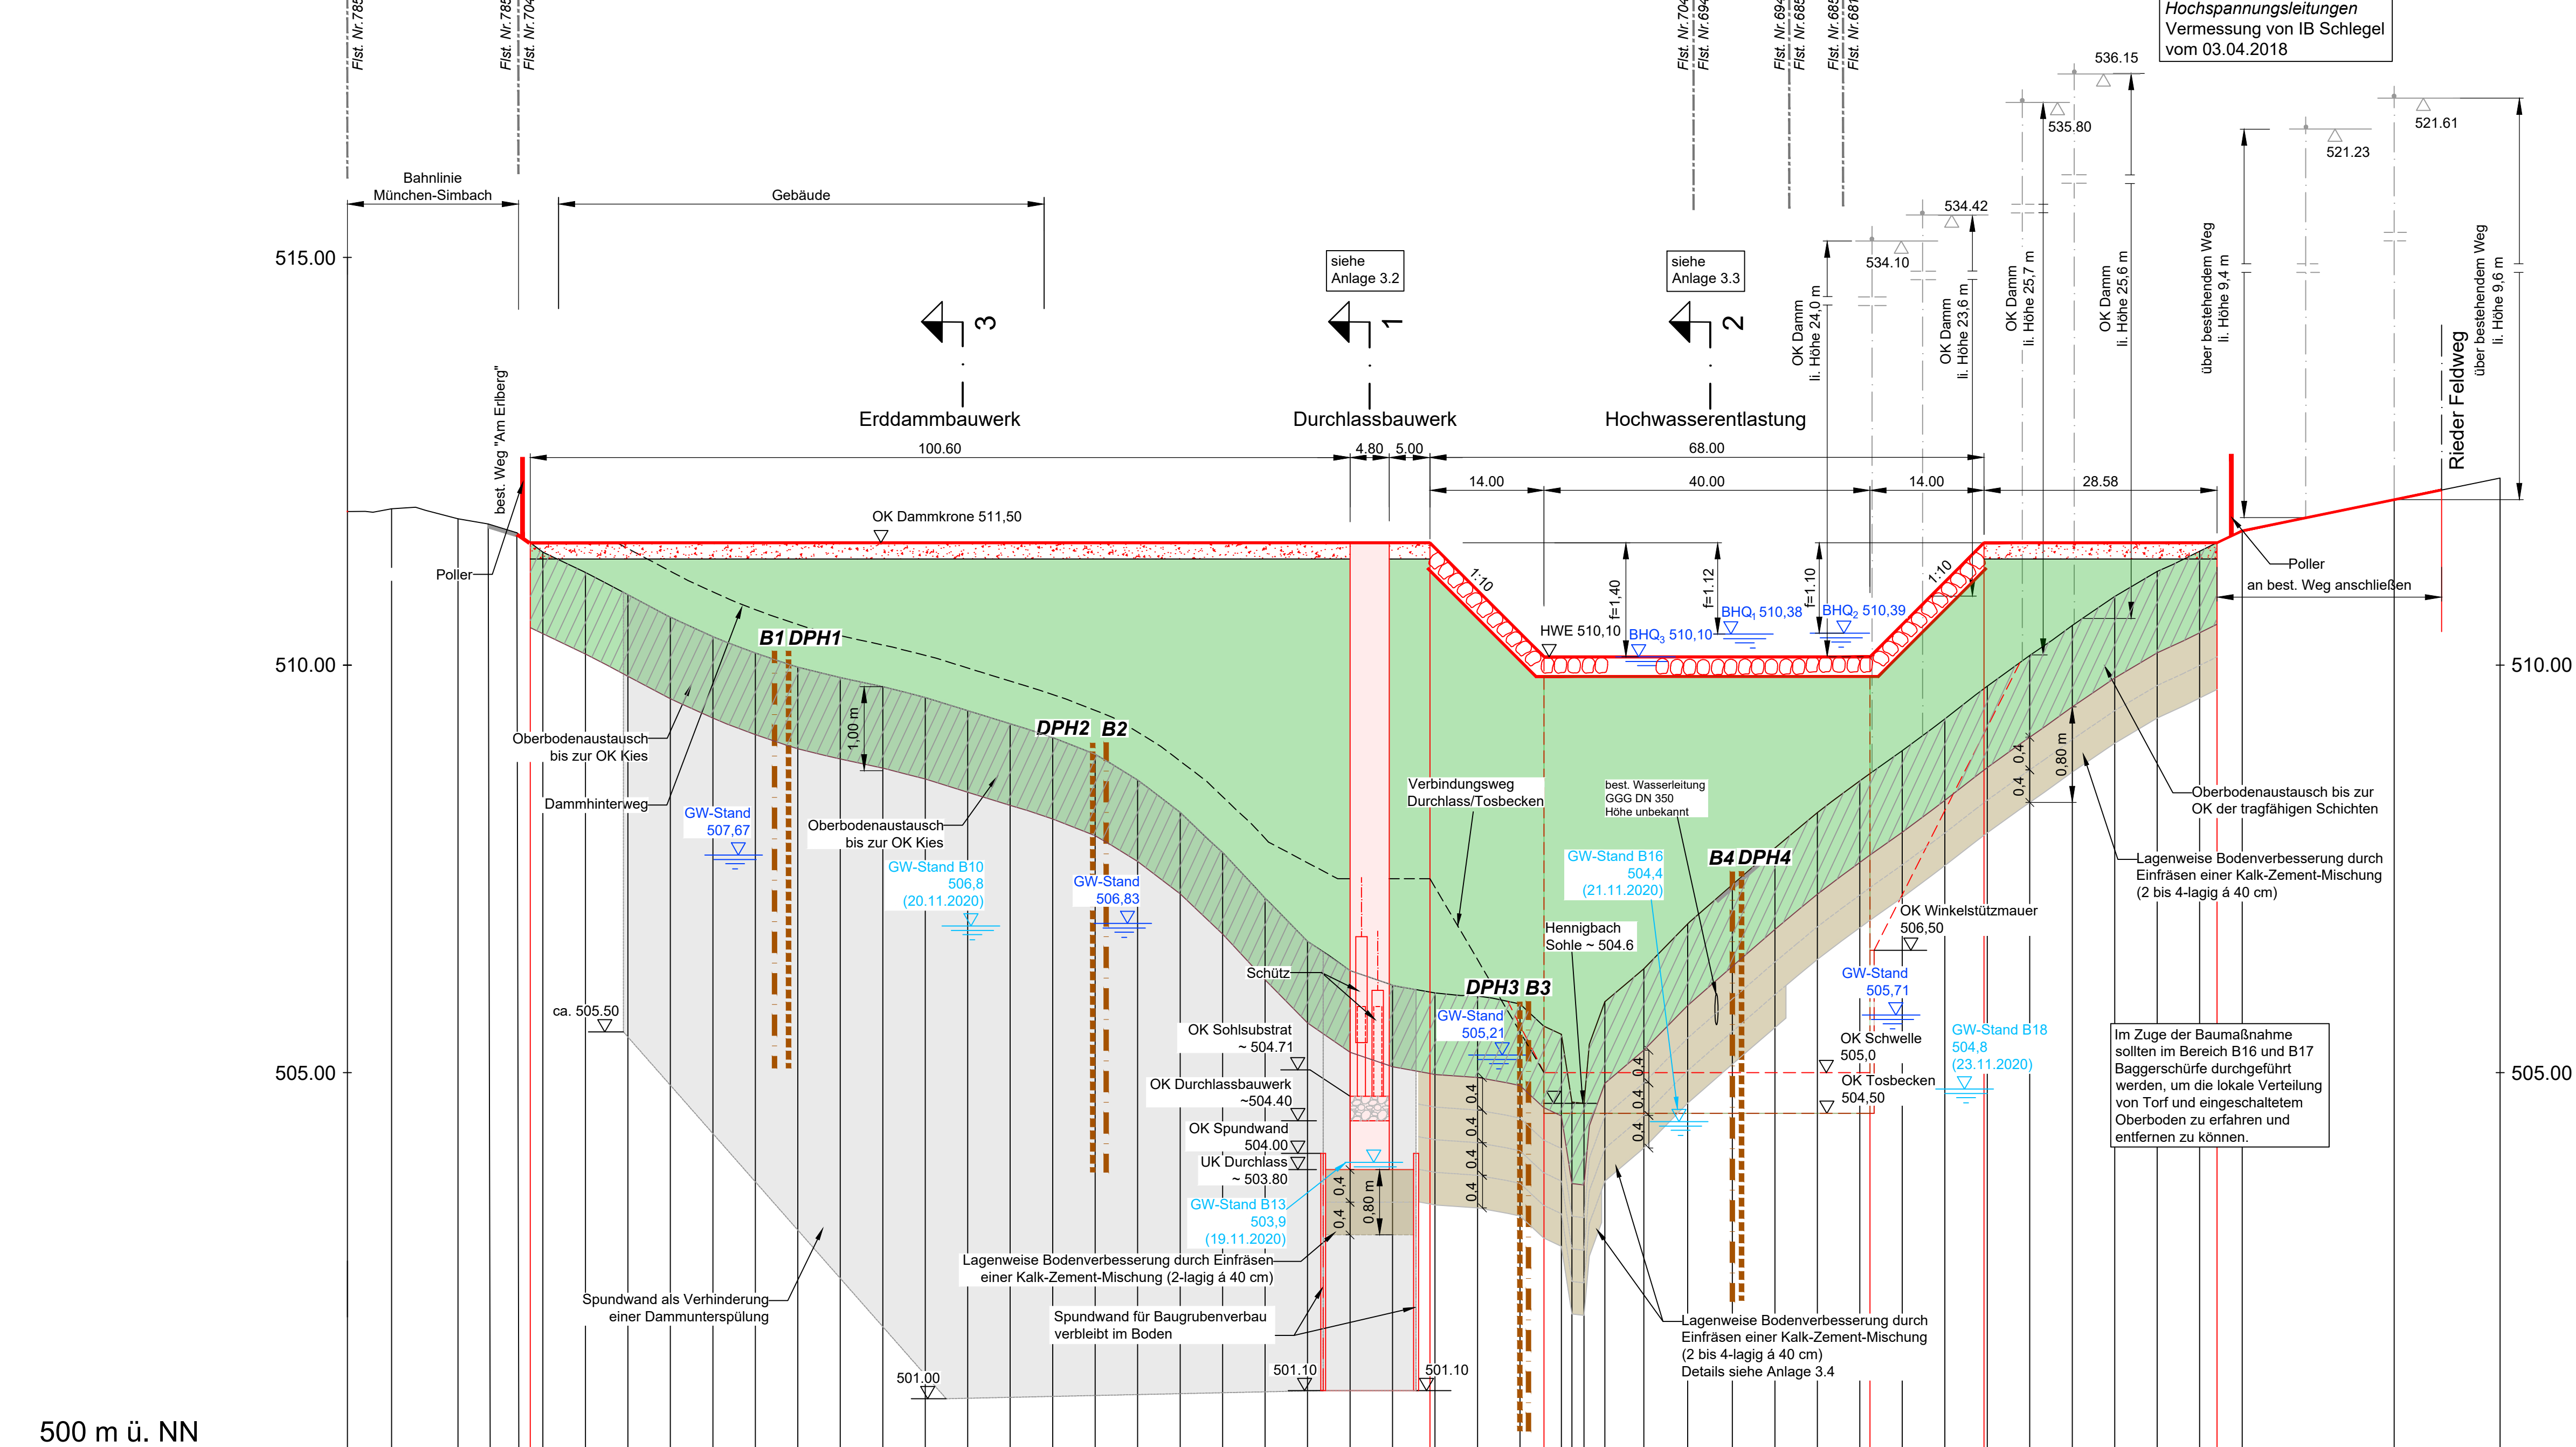 Flst. Nr.785
Flst. Nr.785
Flst. Nr.704
Flst. Nr.704
Flst. Nr.694
Flst. Nr.694
Flst. Nr.685
Flst. Nr.685
Flst. Nr.681
Hochspannungsleitungen
Vermessung von IB Schlegel
vom 03.04.2018
536.15
535.80
521.61
521.23
534.42
534.10
Bahnlinie
München-Simbach
Gebäude
515.00
siehe
Anlage 3.2
siehe
Anlage 3.3
3
1
2
OK Damm
li. Höhe 24,0 m
OK Damm
li. Höhe 23,6 m
OK Damm
li. Höhe 25,7 m
OK Damm
li. Höhe 25,6 m
über bestehendem Weg
li. Höhe 9,4 m
Rieder Feldweg
über bestehendem Weg
li. Höhe 9,6 m
best. Weg "Am Erlberg"
Erddammbauwerk
Durchlassbauwerk
Hochwasserentlastung
100.60
4.80
5.00
68.00
14.00
40.00
14.00
28.58
OK Dammkrone 511,50
Poller
Poller
an best. Weg anschließen
1:10
1:10
f=1,40
f=1.12
f=1.10
HWE 510,10
BHQ3 510,10
BHQ1 510,38
BHQ2 510,39
B1 DPH1
510.00
510.00
DPH2 B2
1,00 m
Oberbodenaustausch
bis zur OK Kies
Dammhinterweg
GW-Stand
507,67
Oberbodenaustausch
bis zur OK Kies
GW-Stand B10
506,8
(20.11.2020)
GW-Stand
506,83
Verbindungsweg
Durchlass/Tosbecken
best. Wasserleitung
GGG DN 350
Höhe unbekannt
0,4
0,4
0,80 m
Oberbodenaustausch bis zur
OK der tragfähigen Schichten
GW-Stand B16
504,4
(21.11.2020)
B4 DPH4
Lagenweise Bodenverbesserung durch
Einfräsen einer Kalk-Zement-Mischung
(2 bis 4-lagig á 40 cm)
Hennigbach
Sohle ~ 504.6
OK Winkelstützmauer
506,50
Schütz
DPH3 B3
GW-Stand
505,21
GW-Stand
505,71
ca. 505.50
OK Sohlsubstrat
~ 504.71
OK Schwelle
505,0
GW-Stand B18
504,8
(23.11.2020)
Im Zuge der Baumaßnahme
sollten im Bereich B16 und B17
Baggerschürfe durchgeführt
werden, um die lokale Verteilung
von Torf und eingeschaltetem
Oberboden zu erfahren und
entfernen zu können.
505.00
505.00
OK Durchlassbauwerk
~504.40
OK Tosbecken
504,50
0,4
0,4
0,4
0,4
0,4
0,4
0,4
OK Spundwand
504.00
UK Durchlass
~ 503.80
0,4
0,4
0,80 m
GW-Stand B13
503,9
(19.11.2020)
Lagenweise Bodenverbesserung durch Einfräsen
einer Kalk-Zement-Mischung (2-lagig á 40 cm)
Spundwand als Verhinderung
einer Dammunterspülung
Spundwand für Baugrubenverbau
verbleibt im Boden
Lagenweise Bodenverbesserung durch
Einfräsen einer Kalk-Zement-Mischung
(2 bis 4-lagig á 40 cm)
Details siehe Anlage 3.4
501.00
501.10
501.10
500 m ü. NN